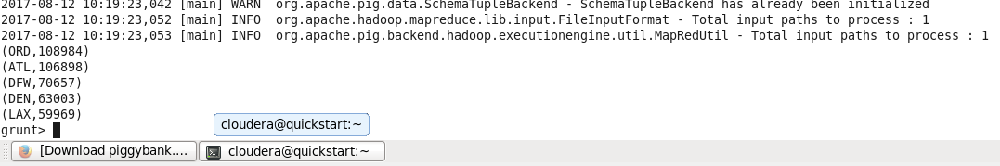 2017-08-12 10:19:23,042 [main] WARN  org.apache.pig.data.SchemaTupleBackend - SchemaTupleBackend has already been initialized
2017-08-12 10:19:23,052 [main] INFO  org.apache.hadoop.mapreduce.lib.input.FileInputFormat - Total input paths to process : 1
2017-08-12 10:19:23,053 [main] INFO  org.apache.pig.backend.hadoop.executionengine.util.MapRedUtil - Total input paths to process : 1
(ORD,108984)
(ATL,106898)
(DFW,70657)
(DEN,63003)
(LAX,59969)
cloudera@quickstart:~
grunt>
[Download piggybank.... cloudera@quickstart:~